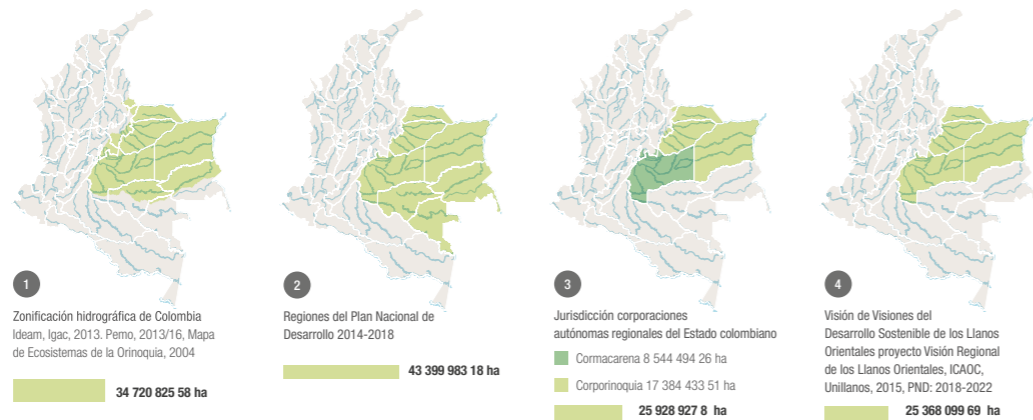 1
Zonificación hidrográfica de Colombia
Ideam, Igac, 2013. Pemo, 2013/16, Mapa
de Ecosistemas de la Orinoquia, 2004
34 720 825 58 ha
2
Regiones del Plan Nacional de
Desarrollo 2014-2018
43 399 983 18 ha
3
Jurisdicción corporaciones
autónomas regionales del Estado colombiano
Cormacarena 8 544 494 26 ha
Corporinoquía 17 384 433 51 ha
25 928 927 8 ha
4
Visión de Visiones del
Desarrollo Sostenible de los Llanos
Orientales proyecto Visión Regional
de los Llanos Orientales, ICAOC,
Unillanos, 2015, PND: 2018-2022
25 368 099 69 ha